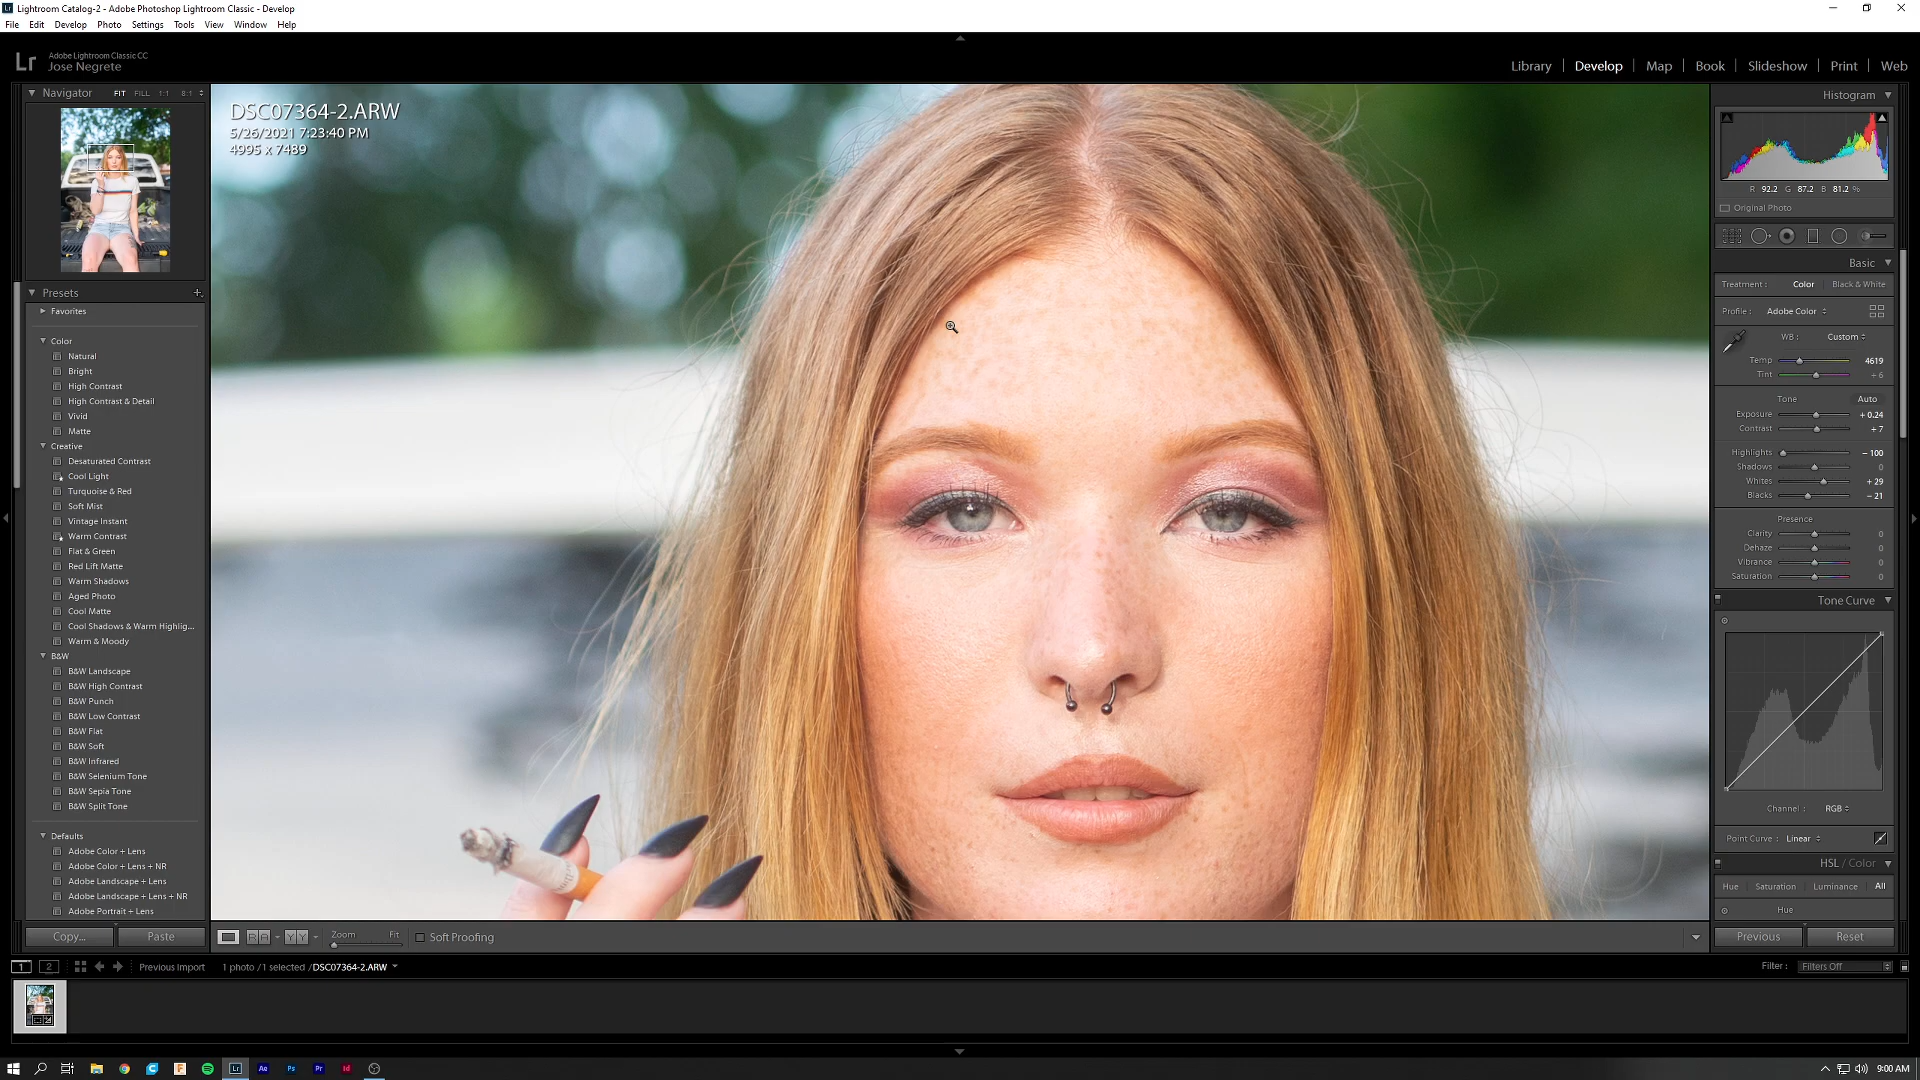 Lr Lightroom Catalog-2 - Adobe Photoshop Lightroom Classic - Develop
File Edit Develop Photo Settings Tools View Window Help
Lr Adobe Lightroom Classic CC
Jose Negrete
Library Develop Map Book Slideshow Print Web
Navigator FIT FILL 1:1 8:1
DSC07364-2.ARW
5/26/2021 7:23:40 PM
4995 x 7489
Presets +
Favorites
Color
Natural
Bright
High Contrast
High Contrast & Detail
Vivid
Matte
Creative
Desaturated Contrast
Cool Light
Turquoise & Red
Soft Mist
Vintage Instant
Warm Contrast
Flat & Green
Red Lift Matte
Warm Shadows
Aged Photo
Cool Matte
Cool Shadows & Warm Highlig...
Warm & Moody
B&W
B&W Landscape
B&W High Contrast
B&W Punch
B&W Low Contrast
B&W Flat
B&W Soft
B&W Infrared
B&W Selenium Tone
B&W Sepia Tone
B&W Split Tone
Defaults
Adobe Color + Lens
Adobe Color + Lens + NR
Adobe Landscape + Lens
Adobe Landscape + Lens + NR
Adobe Portrait + Lens
Copy... Paste
Histogram
R 92.2 G 87.2 B 81.2 %
Original Photo
Basic
Treatment : Color Black & White
Profile : Adobe Color
WB : Custom
Temp 4619
Tint + 6
Tone Auto
Exposure + 0.24
Contrast + 7
Highlights − 100
Shadows 0
Whites + 29
Blacks − 21
Presence
Clarity 0
Dehaze 0
Vibrance 0
Saturation 0
Tone Curve
Channel : RGB
Point Curve : Linear
HSL / Color
Hue Saturation Luminance All
Hue
Previous Reset
R A Y Y Zoom Fit Soft Proofing
1 2 Previous Import 1 photo /1 selected /DSC07364-2.ARW
Filter : Filters Off
Lr Ae Ps Pr Id 9:00 AM